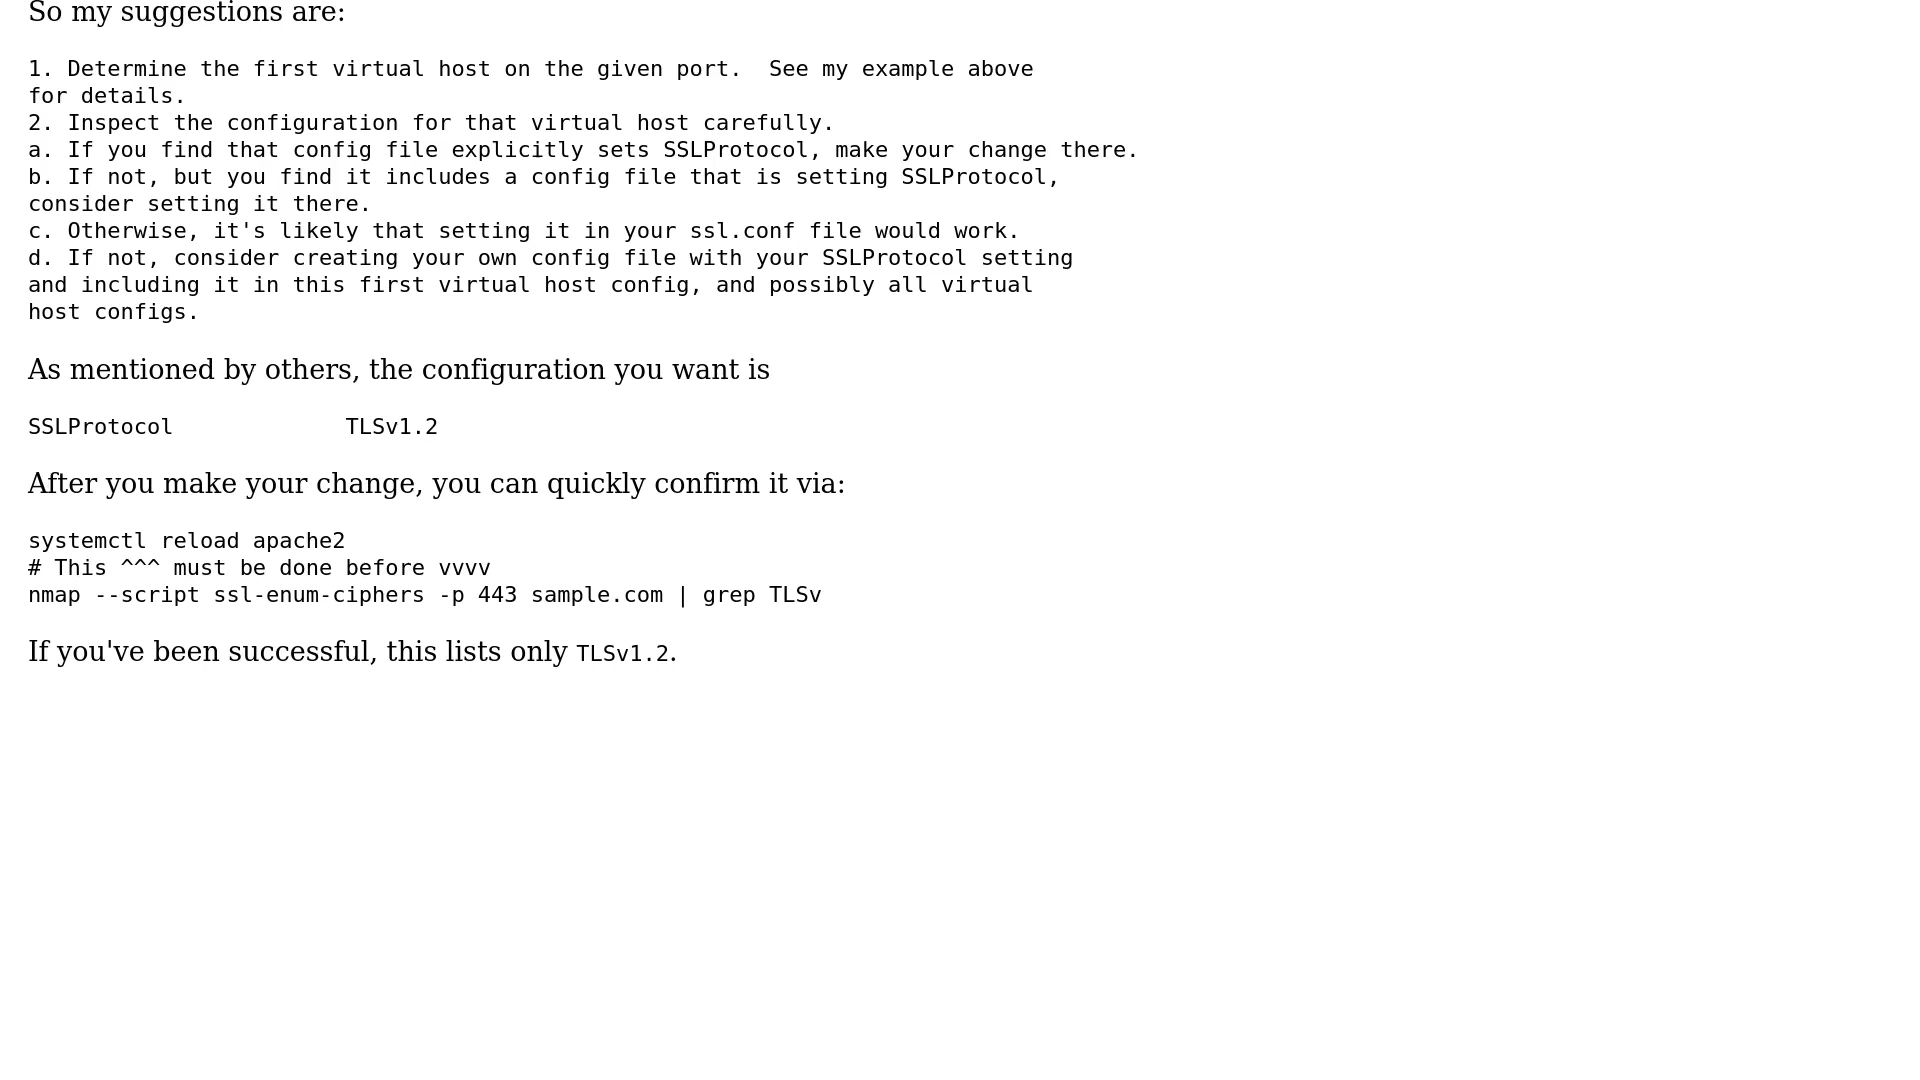 So my suggestions are:
1. Determine the first virtual host on the given port.  See my example above
for details.
2. Inspect the configuration for that virtual host carefully.
a. If you find that config file explicitly sets SSLProtocol, make your change there.
b. If not, but you find it includes a config file that is setting SSLProtocol,
consider setting it there.
c. Otherwise, it's likely that setting it in your ssl.conf file would work.
d. If not, consider creating your own config file with your SSLProtocol setting
and including it in this first virtual host config, and possibly all virtual
host configs.
As mentioned by others, the configuration you want is
SSLProtocol             TLSv1.2
After you make your change, you can quickly confirm it via:
systemctl reload apache2
# This ^^^ must be done before vvvv
nmap --script ssl-enum-ciphers -p 443 sample.com | grep TLSv
If you've been successful, this lists only TLSv1.2.